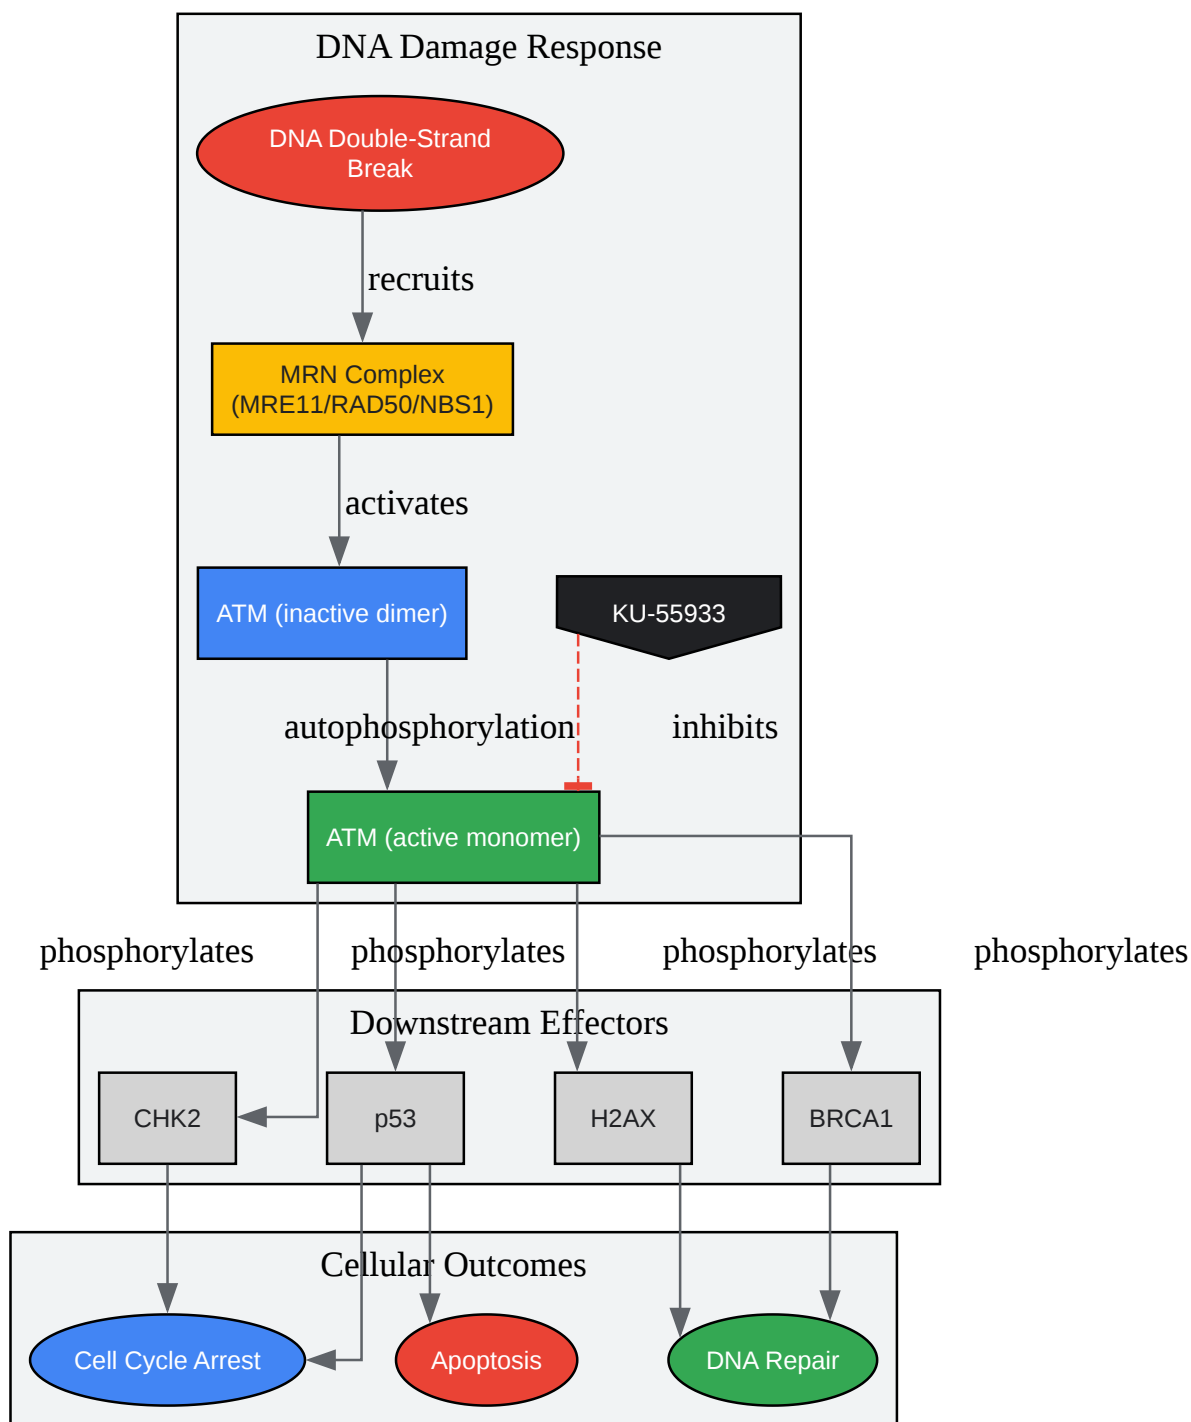 DNA Damage Response
DNA Double-Strand
Break
recruits
MRN Complex
(MRE11/RAD50/NBS1)
activates
ATM (inactive dimer)
KU-55933
autophosphorylation
inhibits
ATM (active monomer)
phosphorylates
phosphorylates
phosphorylates
phosphorylates
Downstream Effectors
CHK2
p53
H2AX
BRCA1
Cellular Outcomes
Cell Cycle Arrest
Apoptosis
DNA Repair